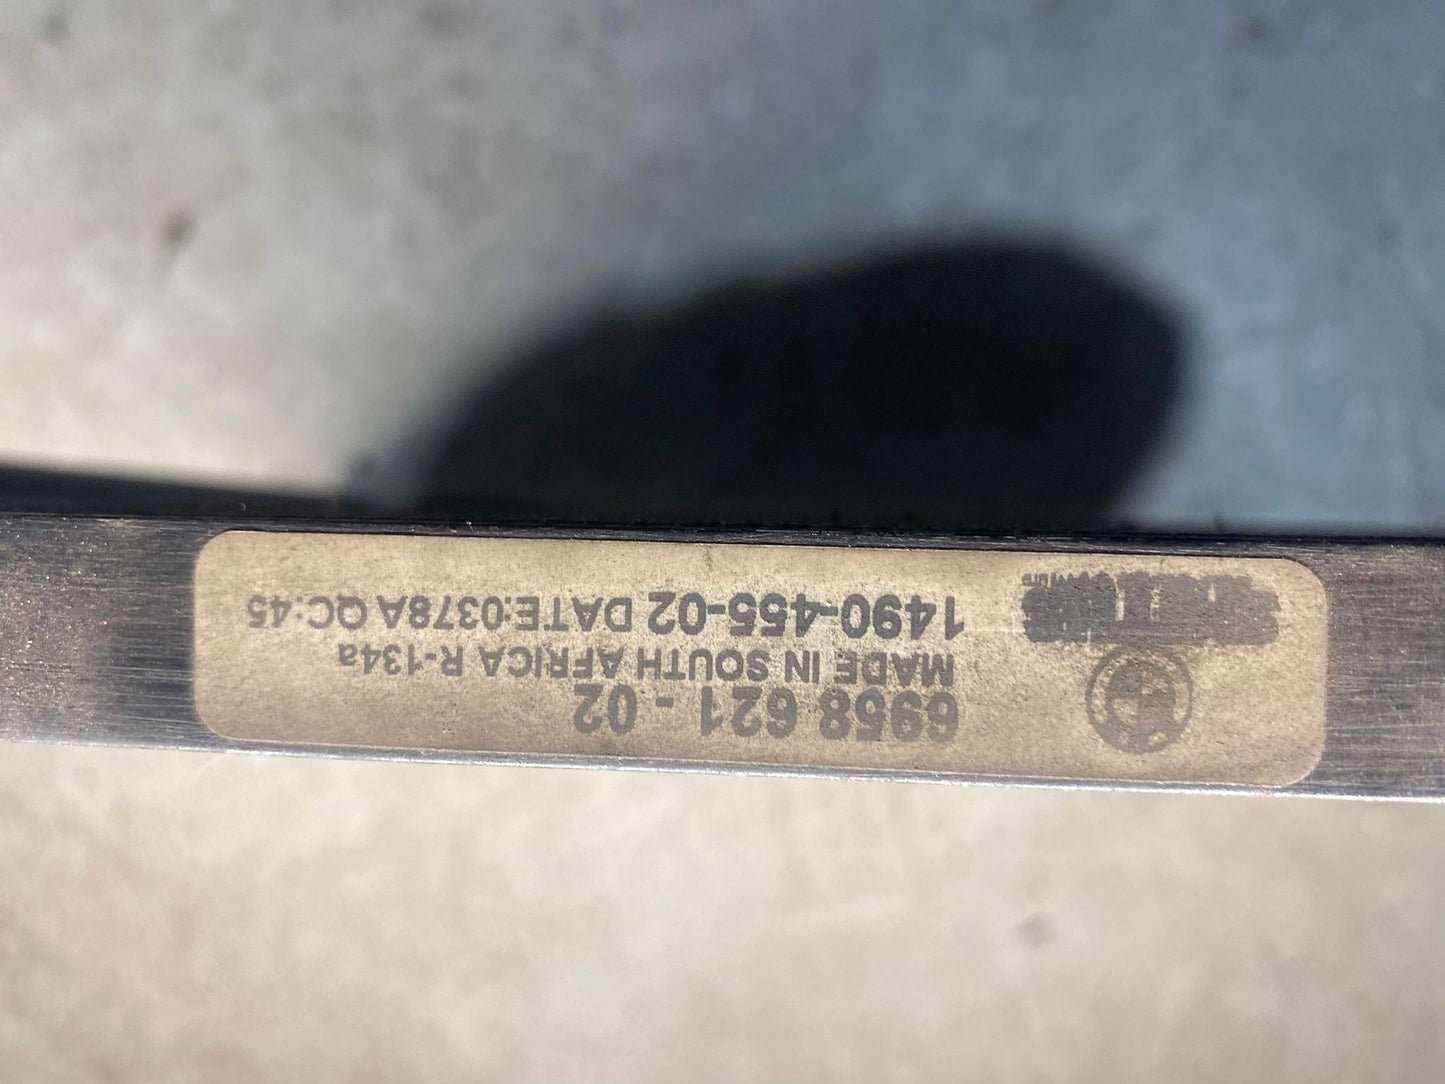 6958 621 - 02
MADE IN SOUTH AFRICA R-134a
1490-455-02 DATE:0378A QC:45